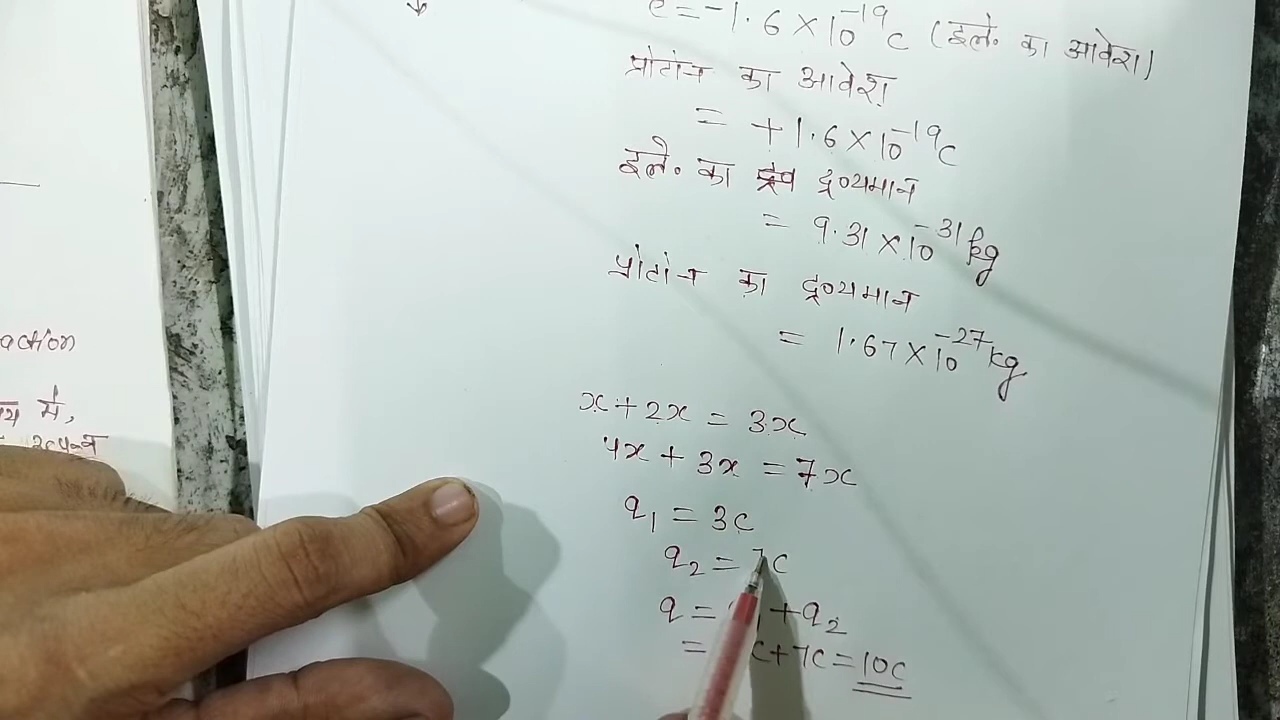 e = -1.6 × 10⁻¹⁹ C (इले० का आवेश)
प्रोटोन का आवेश
= +1.6 × 10⁻¹⁹ C
इले० का द्रव्यमान
= 9.31 × 10⁻³¹ kg
प्रोटोन का द्रव्यमान
= 1.67 × 10⁻²⁷ kg
x + 2x = 3x
4x + 3x = 7x
q₁ = 3C
q₂ = 7C
q = + q₂
= C + 7C = 10C
action
में,